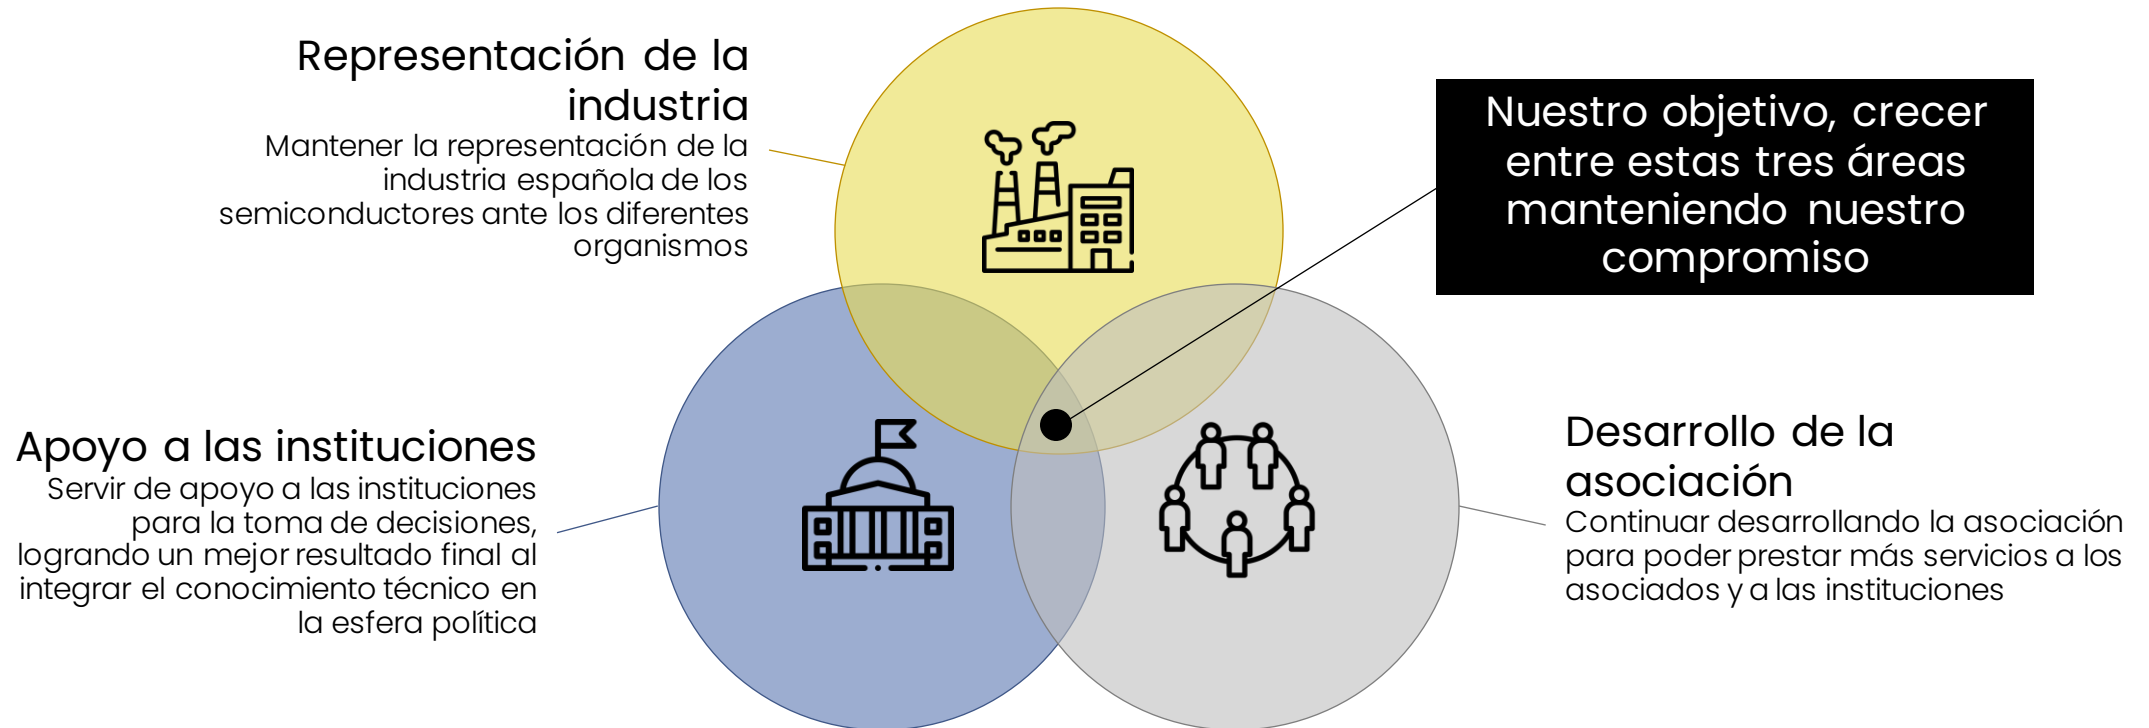 Representación de la
industria
Mantener la representación de la
industria española de los
semiconductores ante los diferentes
organismos
Nuestro objetivo, crecer
entre estas tres áreas
manteniendo nuestro
compromiso
Apoyo a las instituciones
Servir de apoyo a las instituciones
para la toma de decisiones,
logrando un mejor resultado final al
integrar el conocimiento técnico en
la esfera política
Desarrollo de la
asociación
Continuar desarrollando la asociación
para poder prestar más servicios a los
asociados y a las instituciones